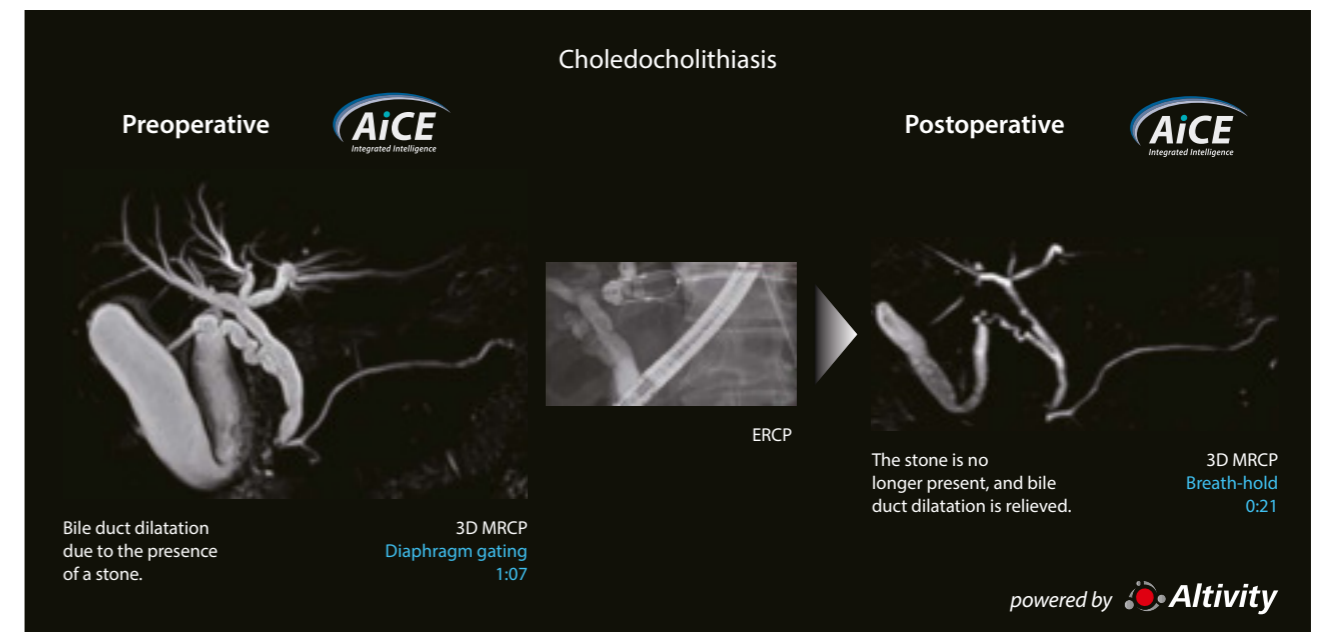 Choledocholithiasis
Preoperative
AiCE
Integrated Intelligence
Postoperative
AiCE
Integrated Intelligence
ERCP
Bile duct dilatation
due to the presence
of a stone.
3D MRCP
Diaphragm gating
1:07
The stone is no
longer present, and bile
duct dilatation is relieved.
3D MRCP
Breath-hold
0:21
powered by Altivity